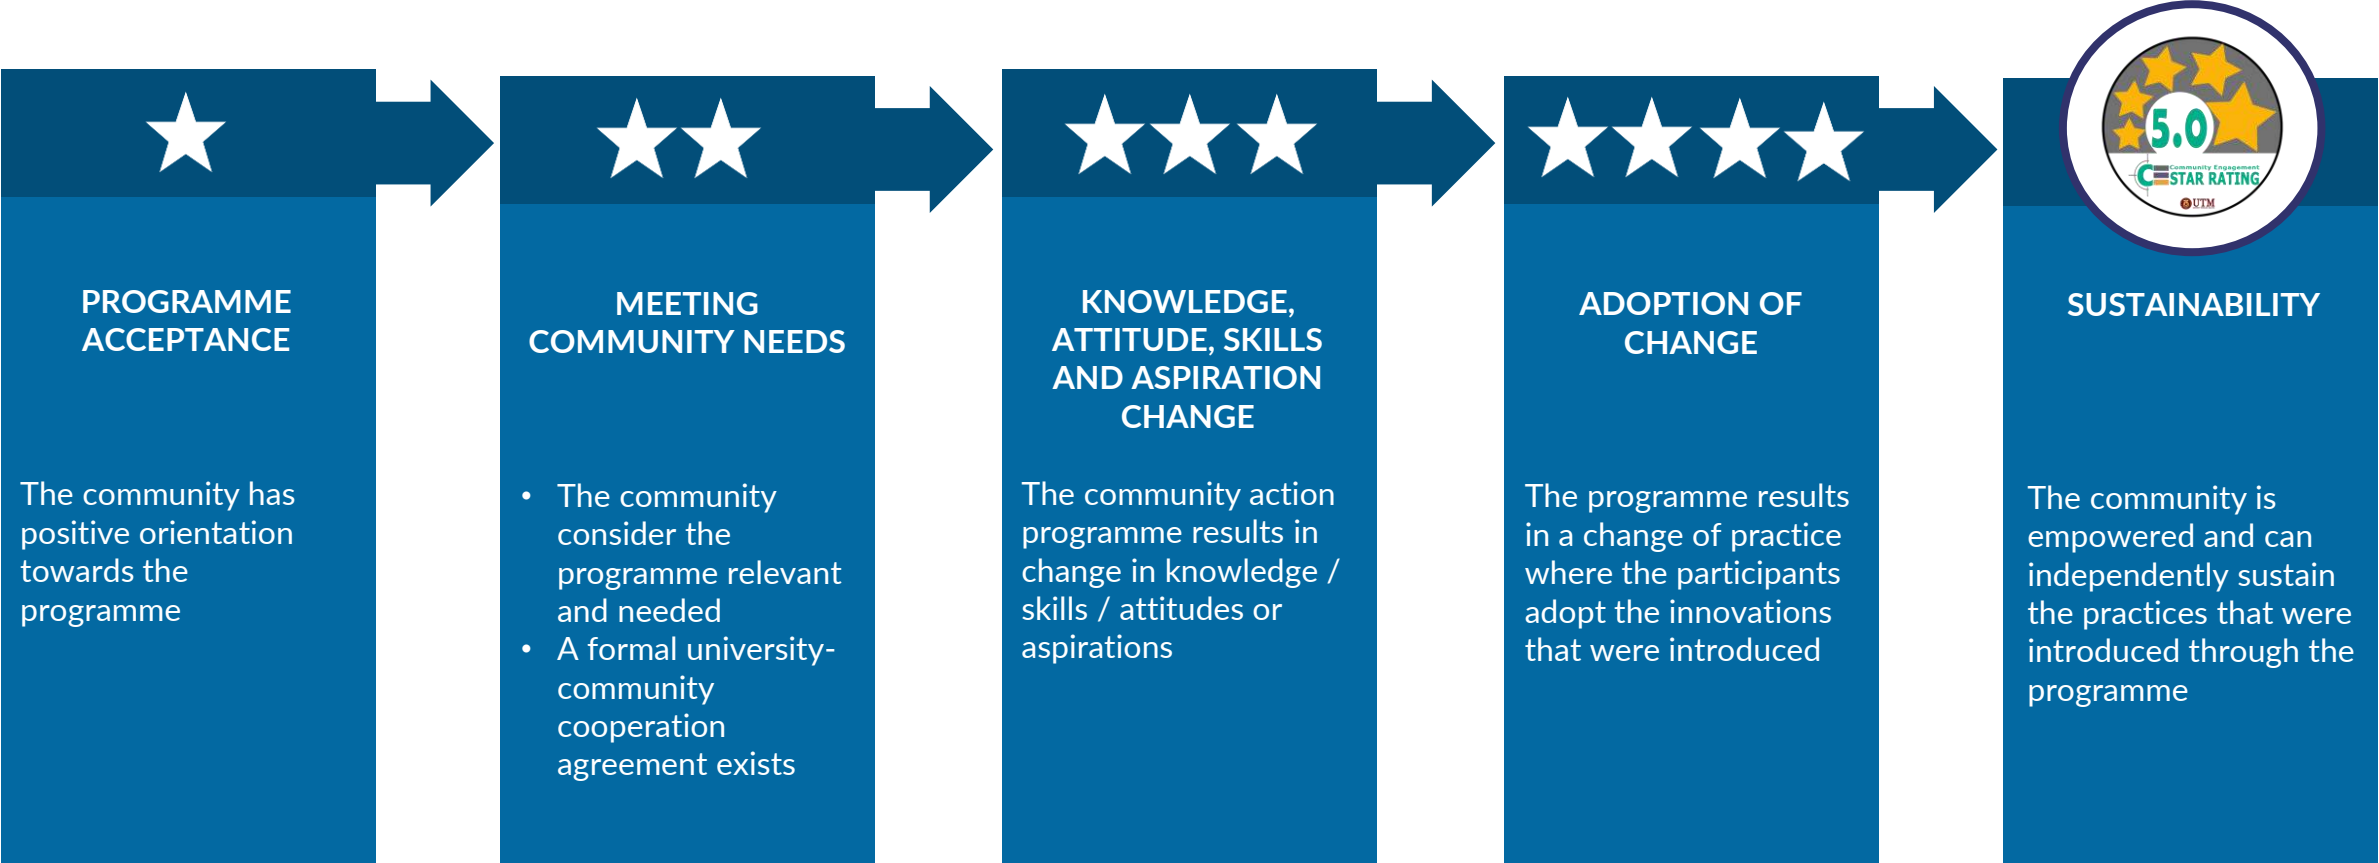 PROGRAMME
ACCEPTANCE
The community has
positive orientation
towards the
programme
MEETING
COMMUNITY NEEDS
• The community
consider the
programme relevant
and needed
• A formal university-
community
cooperation
agreement exists
KNOWLEDGE,
ATTITUDE, SKILLS
AND ASPIRATION
CHANGE
The community action
programme results in
change in knowledge /
skills / attitudes or
aspirations
ADOPTION OF
CHANGE
The programme results
in a change of practice
where the participants
adopt the innovations
that were introduced
5.0
Community Engagement
CE STAR RATING
UTM
SUSTAINABILITY
The community is
empowered and can
independently sustain
the practices that were
introduced through the
programme